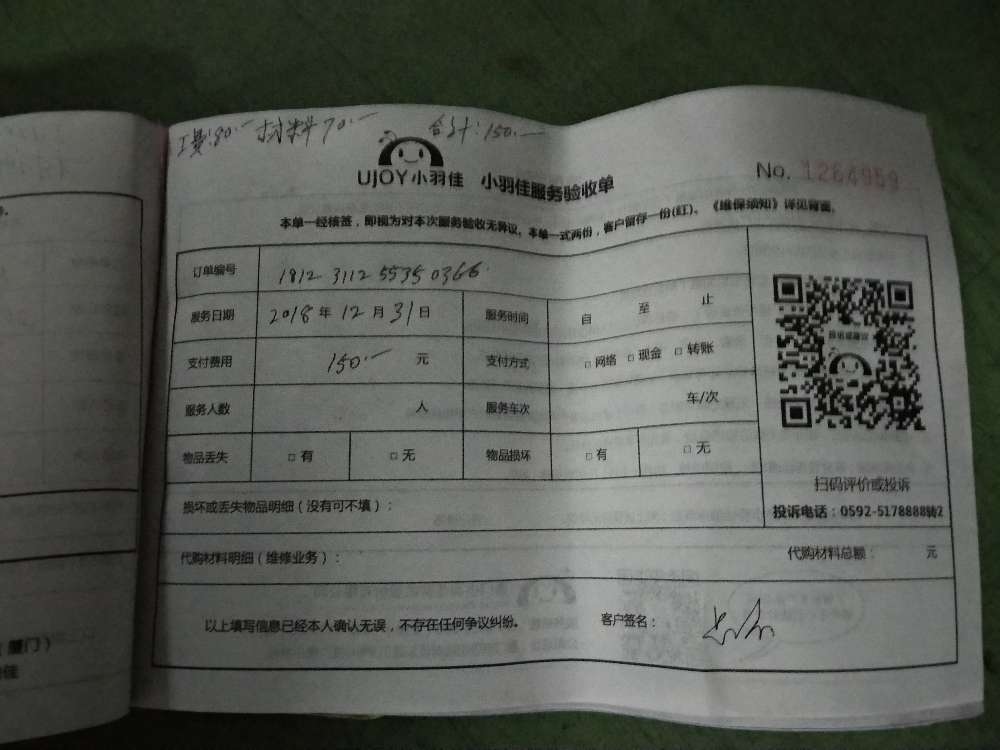 工费:80.- 材料70.- 合计:150.-
UJOY小羽佳 小羽佳服务验收单
No. 1264969
本单一经核签,即视为对本次服务验收无异议。本单一式两份,客户留存一份(红)。《维保须知》详见背面。
订单编号 1812 3112 5535 0366
服务日期 2018年12月31日 服务时间 自 至 止
支付费用 150.- 元 支付方式 □网络 □现金 □转账
服务人数 人 服务车次 车/次
物品丢失 □有 □无 物品损坏 □有 □无
扫码评价或投诉
投诉电话:0592-5178888转2
损坏或丢失物品明细(没有可不填):
代购材料明细(维修业务): 代购材料总额: 元
以上填写信息已经本人确认无误,不存在任何争议纠纷。 客户签名:
厦门)
佳